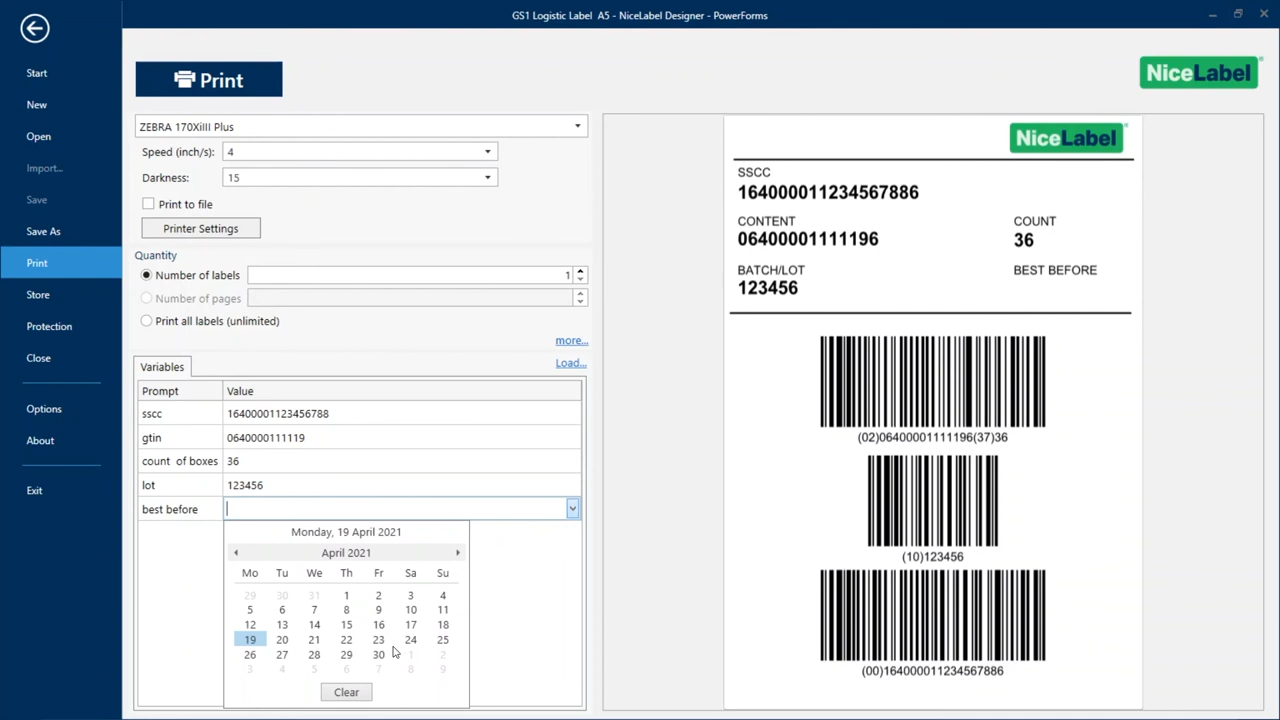 GS1 Logistic Label A5 - NiceLabel Designer - PowerForms
Start
New
Open
Import...
Save
Save As
Print
Store
Protection
Close
Options
About
Exit
Print
NiceLabel
ZEBRA 170XiIII Plus
Speed (inch/s): 4
Darkness: 15
Print to file
Printer Settings
Quantity
Number of labels 1
Number of pages
Print all labels (unlimited)
more...
Variables
Load...
Prompt Value
sscc 16400001123456788
gtin 0640000111119
count of boxes 36
lot 123456
best before
Monday, 19 April 2021
April 2021
Mo Tu We Th Fr Sa Su
29 30 31 1 2 3 4
5 6 7 8 9 10 11
12 13 14 15 16 17 18
19 20 21 22 23 24 25
26 27 28 29 30 1 2
3 4 5 6 7 8 9
Clear
NiceLabel
SSCC
164000011234567886
CONTENT COUNT
06400001111196 36
BATCH/LOT BEST BEFORE
123456
(02)06400001111196(37)36
(10)123456
(00)164000011234567886